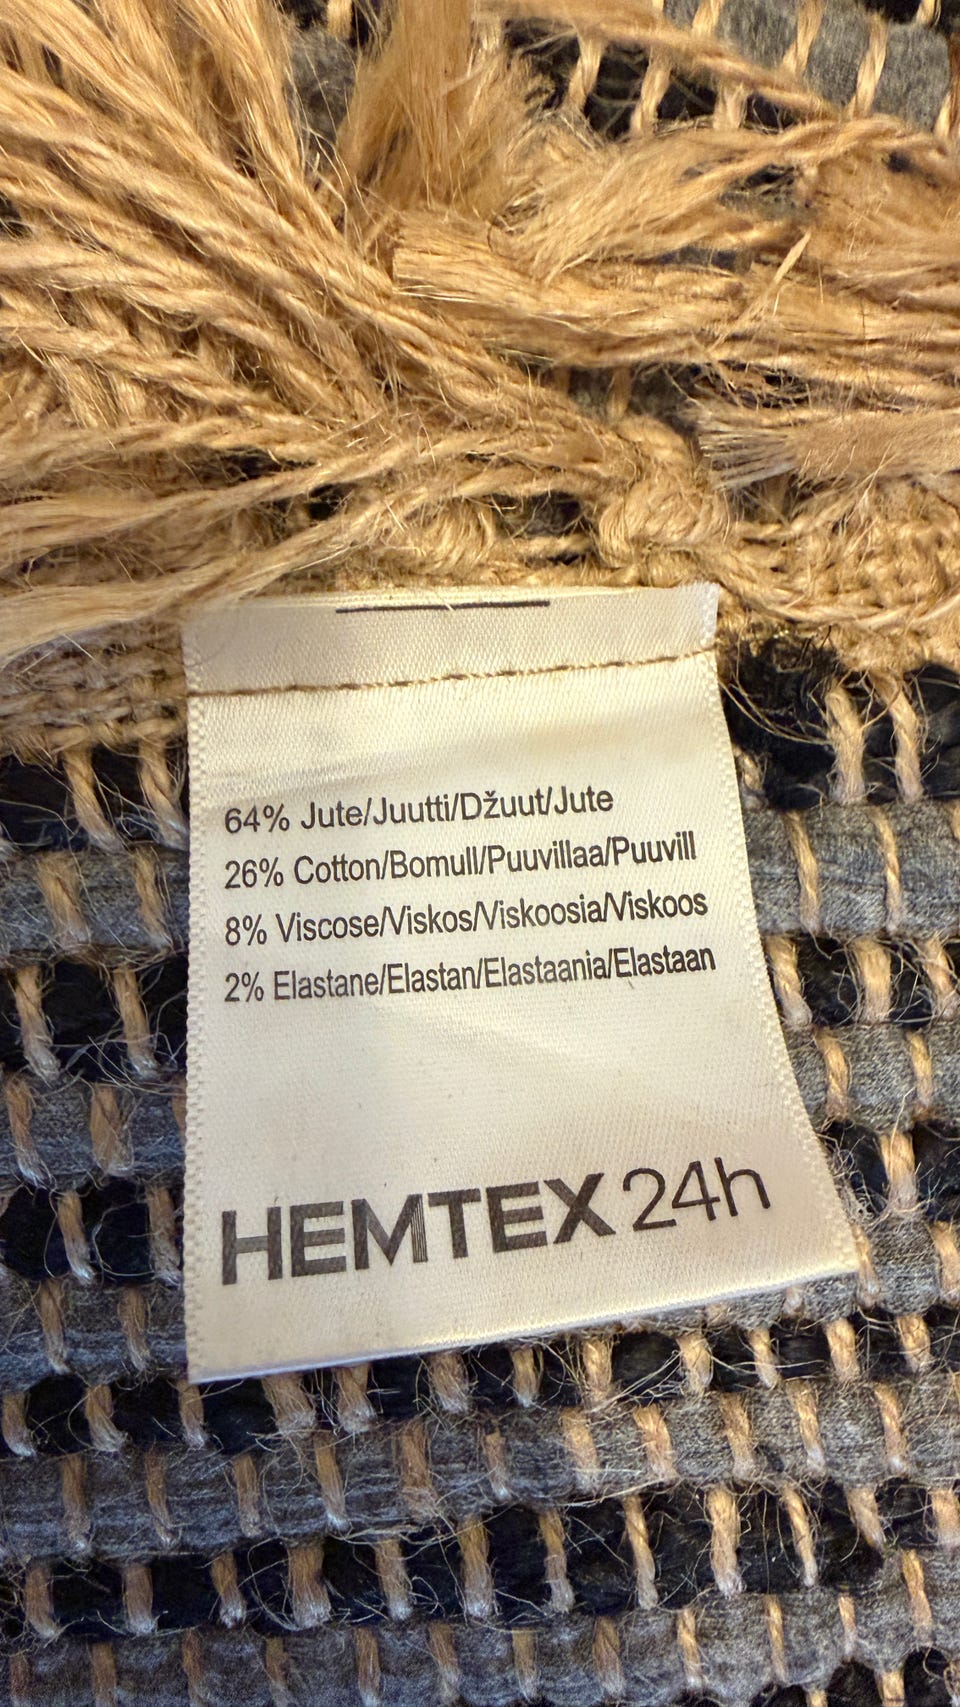 64% Jute/Juutti/Džuut/Jute
26% Cotton/Bomull/Puuvillaa/Puuvill
8% Viscose/Viskos/Viskoosia/Viskoos
2% Elastane/Elastan/Elastaania/Elastaan
HEMTEX 24h